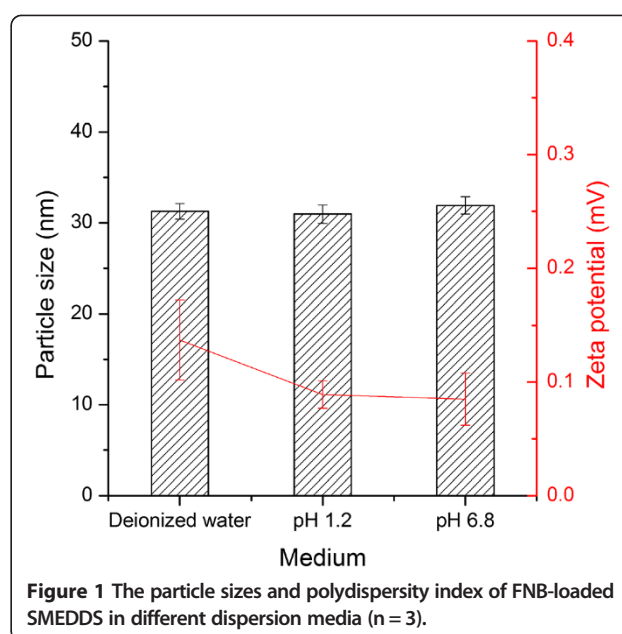 50
40
30
20
10
0
Particle size (nm)
0.4
0.3
0.2
0.1
0.0
Zeta potential (mV)
Deionized water pH 1.2 pH 6.8
Medium
Figure 1 The particle sizes and polydispersity index of FNB-loaded
SMEDDS in different dispersion media (n = 3).